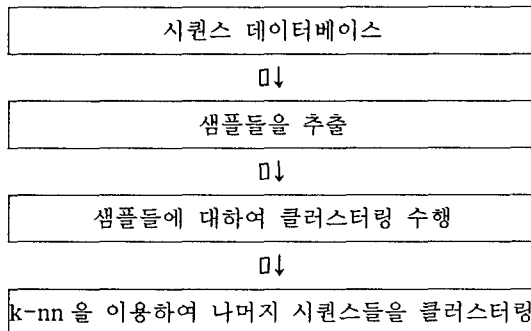 시퀀스 데이터베이스
▯↓
샘플들을 추출
▯↓
샘플들에 대하여 클러스터링 수행
▯↓
k-nn 을 이용하여 나머지 시퀀스들을 클러스터링